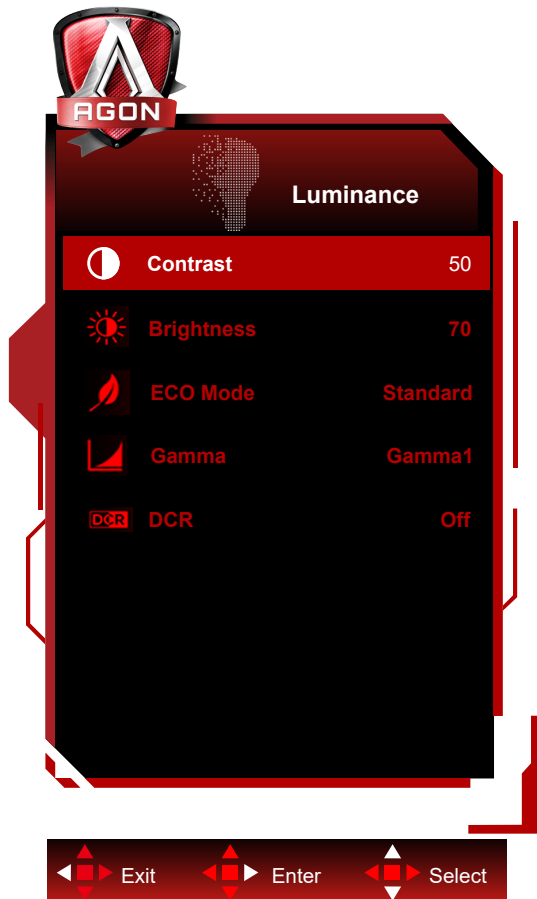 AGON
Luminance
Contrast 50
Brightness 70
ECO Mode Standard
Gamma Gamma1
DCR DCR Off
Exit Enter Select